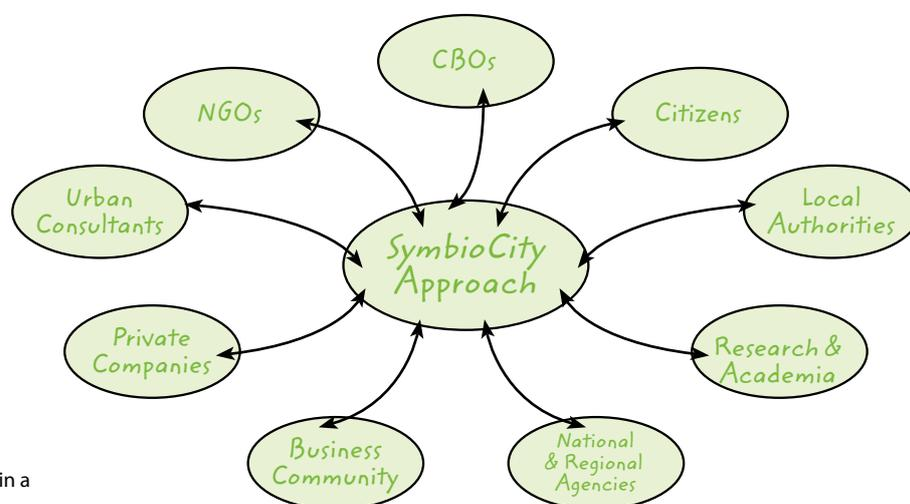 CBOs
NGOs
Citizens
Urban
Consultants
Local
Authorities
SymbioCity
Approach
Private
Companies
Research &
Academia
Business
Community
National
& Regional
Agencies
in a